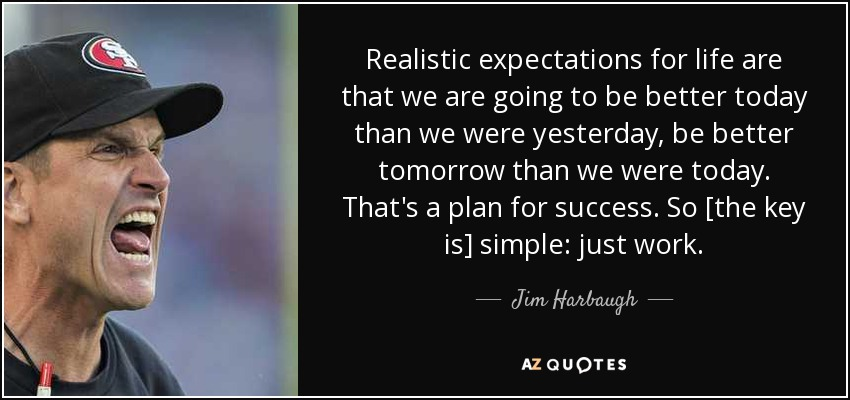 SF
Realistic expectations for life are
that we are going to be better today
than we were yesterday, be better
tomorrow than we were today.
That's a plan for success. So [the key
is] simple: just work.
Jim Harbaugh
AZ QUOTES